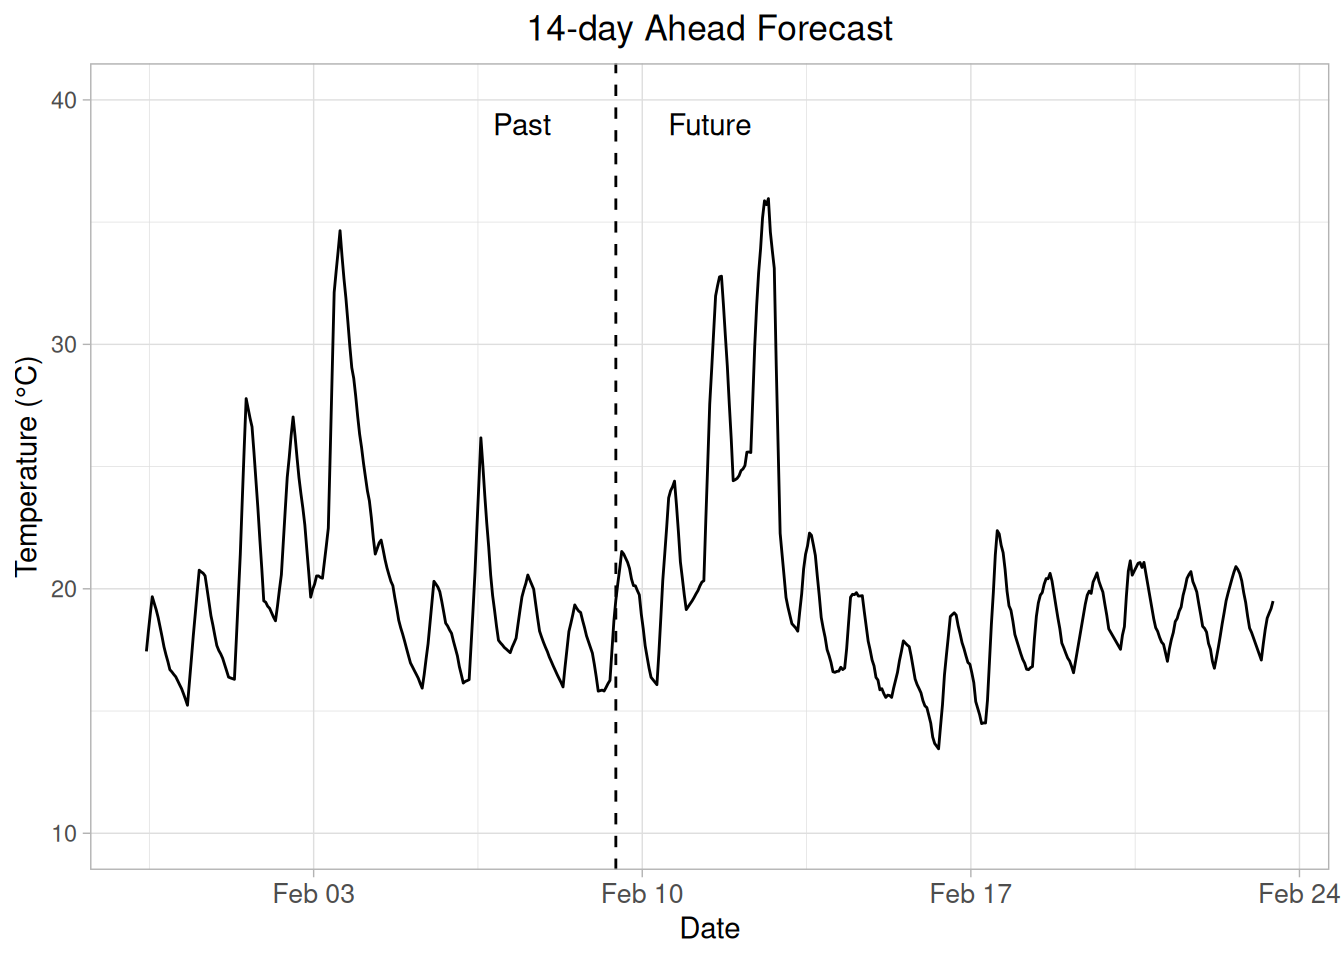 14-day Ahead Forecast
Past
Future
Temperature (°C)
40
30
20
10
Feb 03
Feb 10
Feb 17
Feb 24
Date